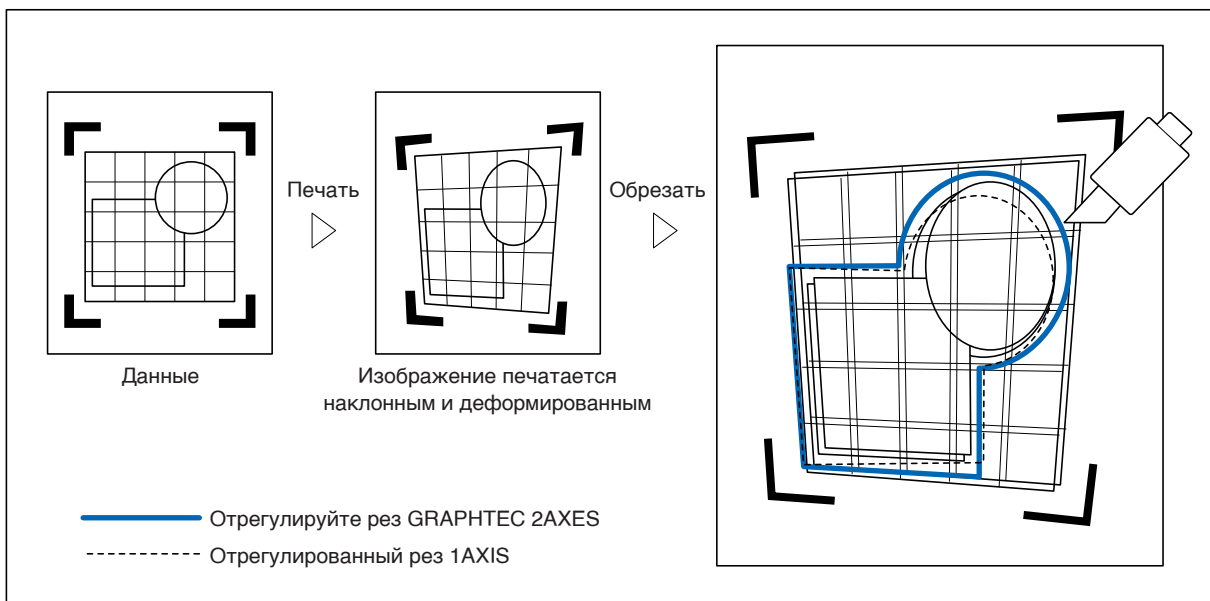 Печать
Обрезать
Данные
Изображение печатается
наклонным и деформированным
Отрегулируйте рез GRAPHTEC 2AXES
Отрегулированный рез 1AXIS